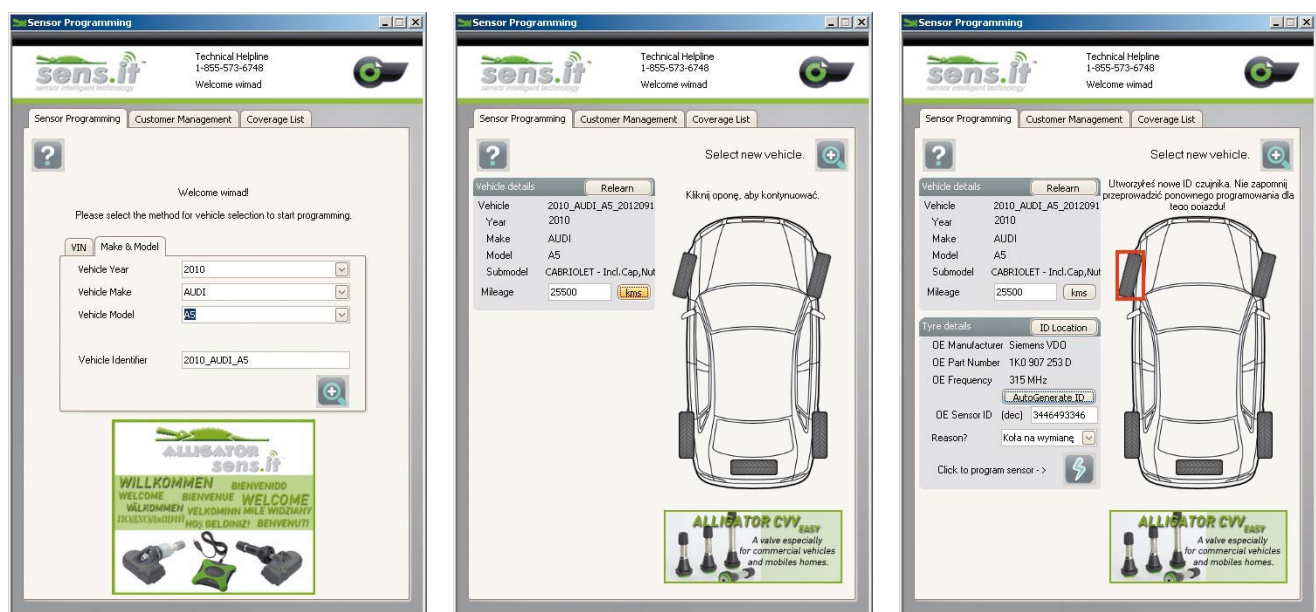 Sensor Programming
sens.it
sensor intelligent technology
Technical Helpline
1-855-573-6748
Welcome wimad
Sensor Programming
Customer Management
Coverage List
?
Welcome wimad!
Please select the method for vehicle selection to start programming.
VIN
Make & Model
Vehicle Year 2010
Vehicle Make AUDI
Vehicle Model A5
Vehicle Identifier 2010_AUDI_A5
ALLIGATOR
sens.it
WILLKOMMEN BIENVENIDO
WELCOME BIENVENUE WELCOME
VÄLKOMMEN VELKOMINN MILE WIDZIANY
HOŞ GELDINIZ! BENVENUTI
Sensor Programming
sens.it
sensor intelligent technology
Technical Helpline
1-855-573-6748
Welcome wimad
Sensor Programming
Customer Management
Coverage List
?
Select new vehicle.
Vehicle details Relearn
Kliknij oponę, aby kontynuować.
Vehicle 2010_AUDI_A5_2012091
Year 2010
Make AUDI
Model A5
Submodel CABRIOLET - Incl.Cap,Nut
Mileage 25500 kms
ALLIGATOR CVV EASY
A valve especially
for commercial vehicles
and mobiles homes.
Sensor Programming
sens.it
sensor intelligent technology
Technical Helpline
1-855-573-6748
Welcome wimad
Sensor Programming
Customer Management
Coverage List
?
Select new vehicle.
Vehicle details Relearn
Utworzyłeś nowe ID czujnika. Nie zapomnij
przeprowadzić ponownego programowania dla
tego pojazdu!
Vehicle 2010_AUDI_A5_2012091
Year 2010
Make AUDI
Model A5
Submodel CABRIOLET - Incl.Cap,Nut
Mileage 25500 kms
Tyre details ID Location
OE Manufacturer Siemens VDO
OE Part Number 1K0 907 253 D
OE Frequency 315 MHz
AutoGenerate ID
OE Sensor ID (dec) 3446493346
Reason? Koła na wymianę
Click to program sensor - >
ALLIGATOR CVV EASY
A valve especially
for commercial vehicles
and mobiles homes.